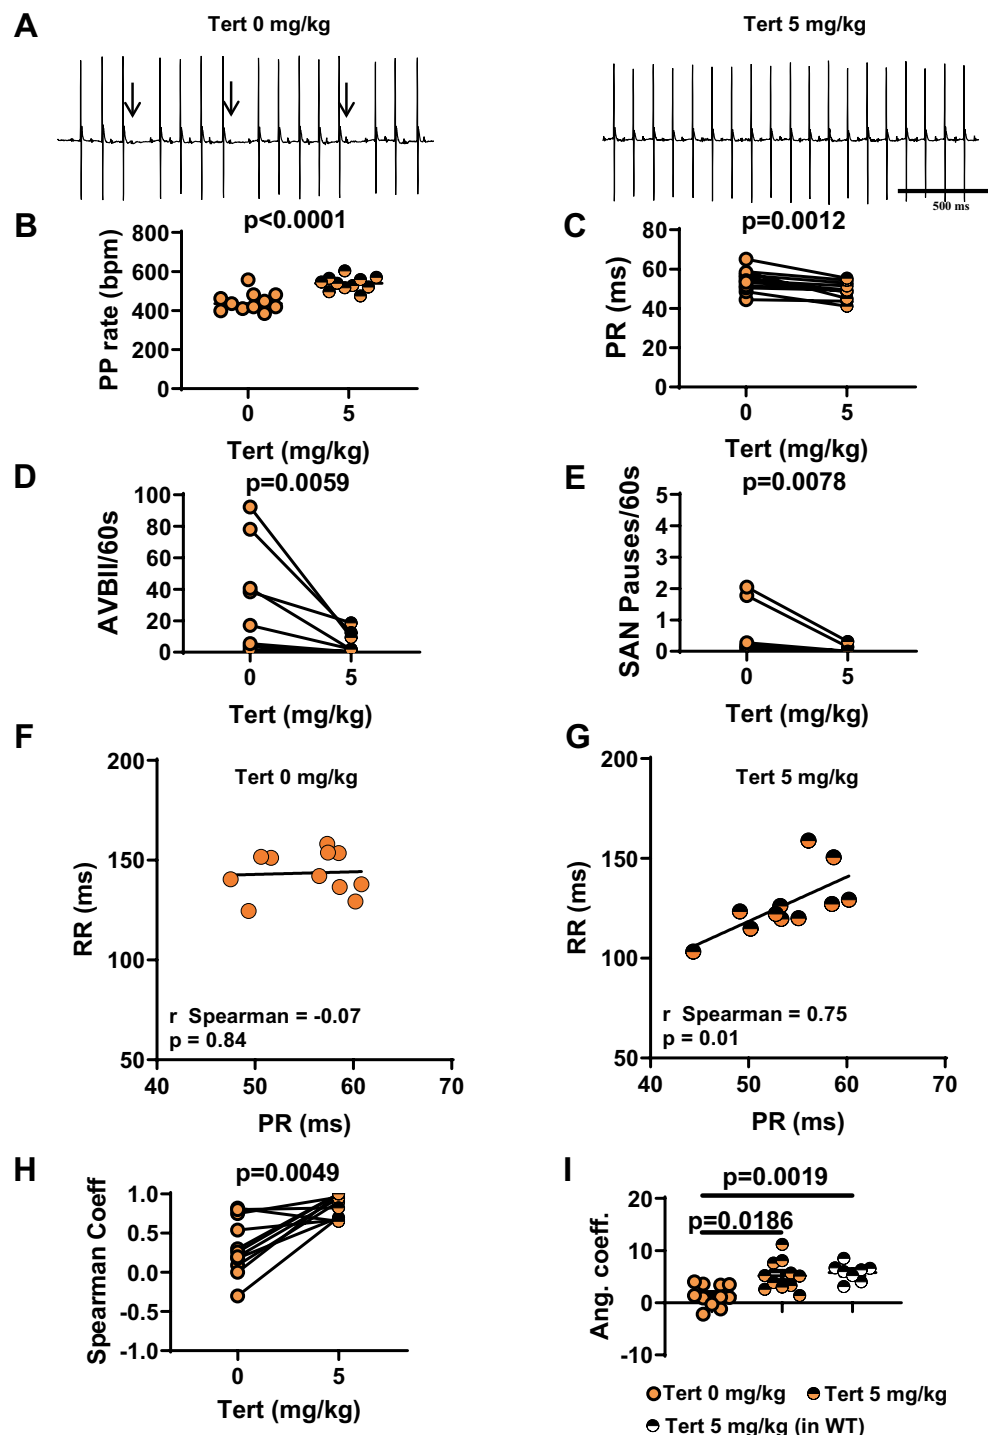 A
Tert 0 mg/kg
Tert 5 mg/kg
500 ms
B
p<0.0001
PP rate (bpm)
800
600
400
200
0
0
5
Tert (mg/kg)
C
p=0.0012
PR (ms)
80
60
40
20
0
0
5
Tert (mg/kg)
D
p=0.0059
AVBII/60s
100
80
60
40
20
0
0
5
Tert (mg/kg)
E
p=0.0078
SAN Pauses/60s
5
4
3
2
1
0
0
5
Tert (mg/kg)
F
Tert 0 mg/kg
RR (ms)
200
150
100
50
r Spearman = -0.07
p = 0.84
40
50
60
70
PR (ms)
G
Tert 5 mg/kg
RR (ms)
200
150
100
50
r Spearman = 0.75
p = 0.01
40
50
60
70
PR (ms)
H
p=0.0049
Spearman Coeff
1.0
0.5
0.0
-0.5
-1.0
0
5
Tert (mg/kg)
I
p=0.0019
p=0.0186
Ang. coeff.
20
10
0
-10
Tert 0 mg/kg
Tert 5 mg/kg
Tert 5 mg/kg (in WT)